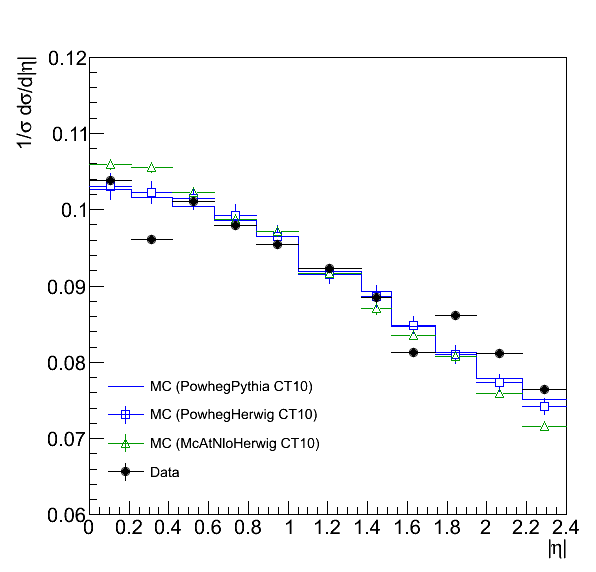 1/σ dσ/d|η|
0.12
0.11
0.1
0.09
0.08
0.07
0.06
MC (PowhegPythia CT10)
MC (PowhegHerwig CT10)
MC (McAtNloHerwig CT10)
Data
0 0.2 0.4 0.6 0.8 1 1.2 1.4 1.6 1.8 2 2.2 2.4
|η|